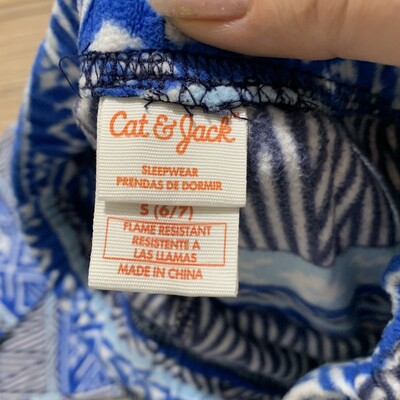 Cat & Jack
SLEEPWEAR
PRENDAS DE DORMIR
S (6/7)
FLAME RESISTANT
RESISTENTE A
LAS LLAMAS
MADE IN CHINA